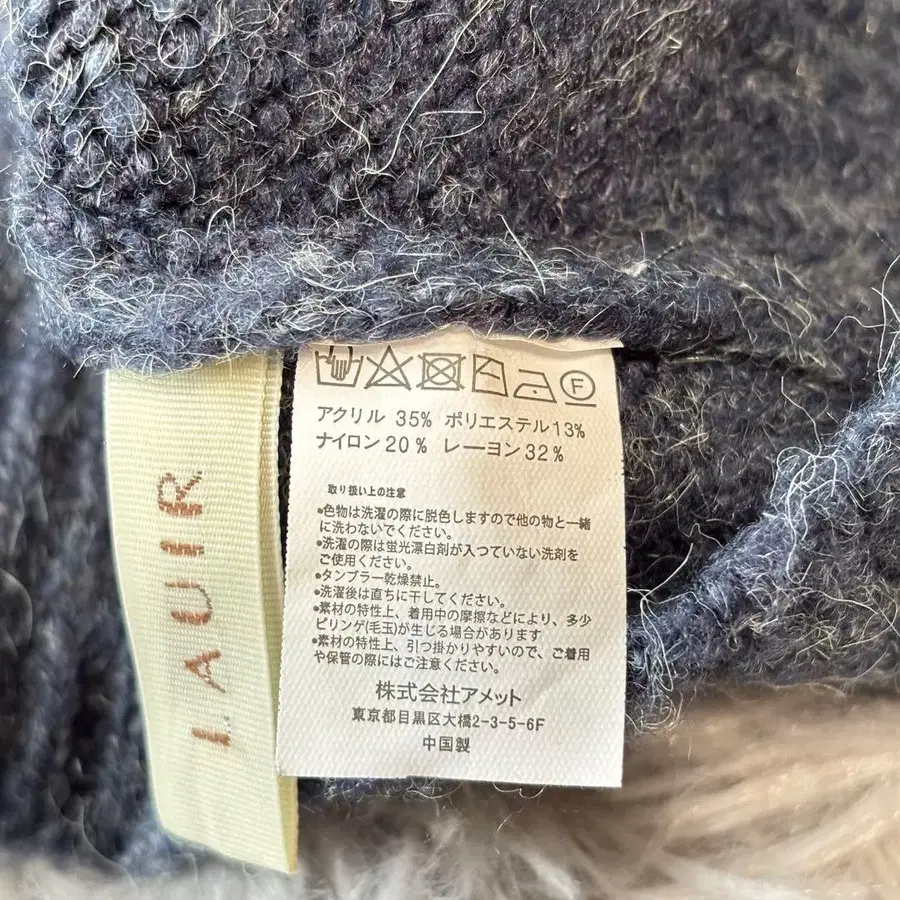 LAUIR
F
アクリル 35% ポリエステル13%
ナイロン20% レーヨン32%
取り扱い上の注意
•色物は洗濯の際に脱色しますので他の物と一緒
に洗わないでください。
•洗濯の際は蛍光漂白剤が入つていない洗剤を
ご使用ください。
•タンブラー乾燥禁止。
•洗濯後は直ちに干してください。
•素材の特性上、着用中の摩擦などにより、多少
ピリング(毛玉)が生じる場合があります
•素材の特性上、引つ掛かりやすいので、ご着用
や保管の際にはご注意ください。
株式会社アメット
東京都目黒区大橋2-3-5-6F
中国製